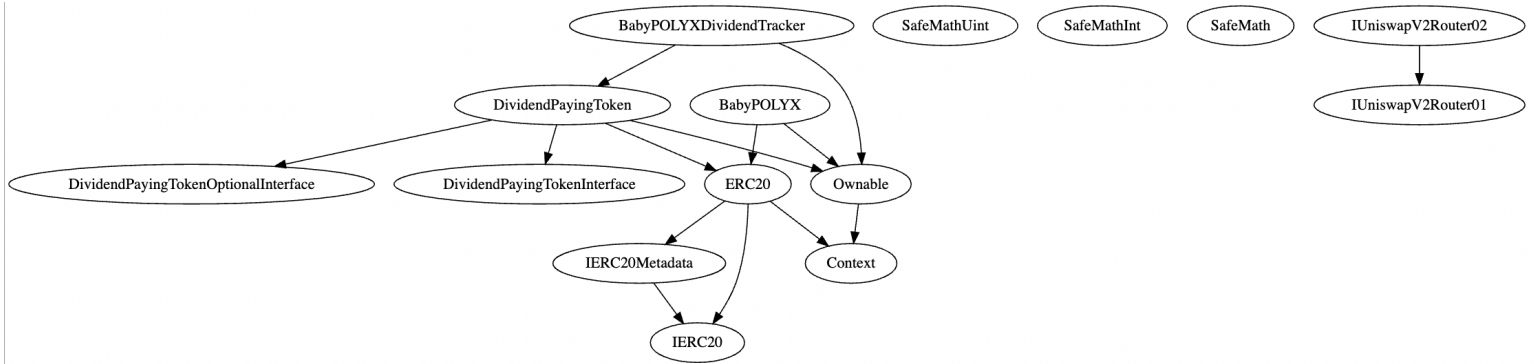 BabyPOLYXDividendTracker
SafeMathUint
SafeMathInt
SafeMath
IUniswapV2Router02
DividendPayingToken
BabyPOLYX
IUniswapV2Router01
DividendPayingTokenOptionalInterface
DividendPayingTokenInterface
ERC20
Ownable
IERC20Metadata
Context
IERC20